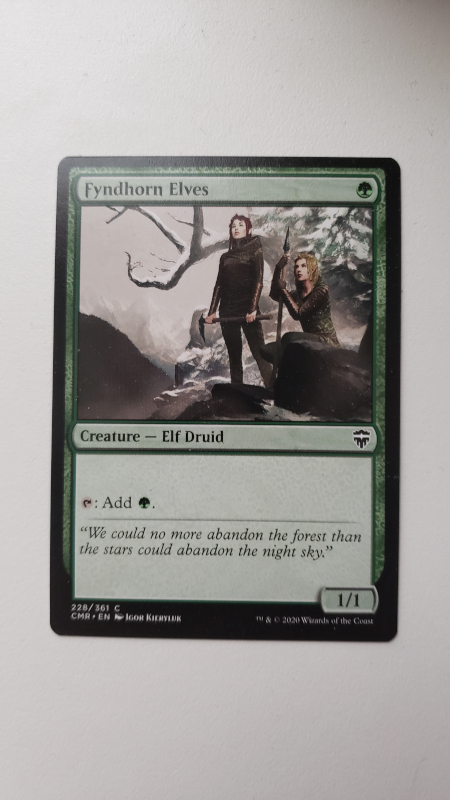 Fyndhorn Elves
Creature — Elf Druid
: Add .
“We could no more abandon the forest than
the stars could abandon the night sky.”
1/1
228/361 C
CMR • EN Igor Kieryluk
™ & © 2020 Wizards of the Coast